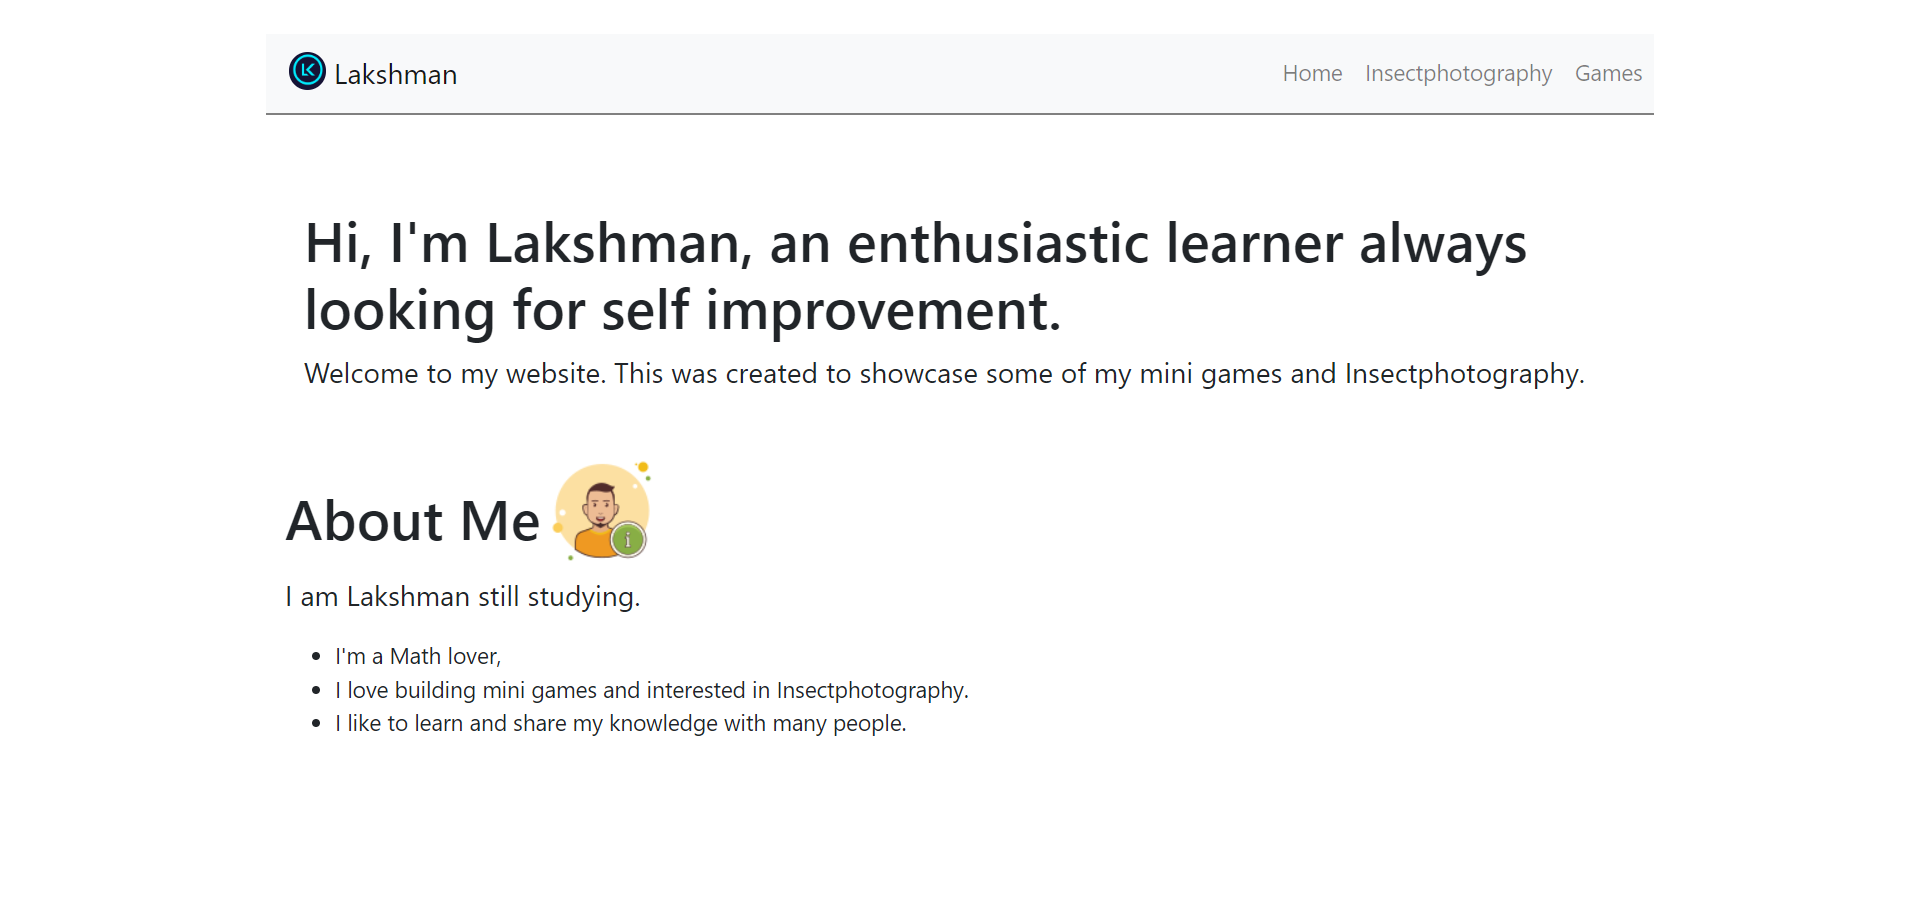 LK Lakshman
Home Insectphotography Games
Hi, I'm Lakshman, an enthusiastic learner always
looking for self improvement.
Welcome to my website. This was created to showcase some of my mini games and Insectphotography.
About Me
i
I am Lakshman still studying.
• I'm a Math lover,
• I love building mini games and interested in Insectphotography.
• I like to learn and share my knowledge with many people.